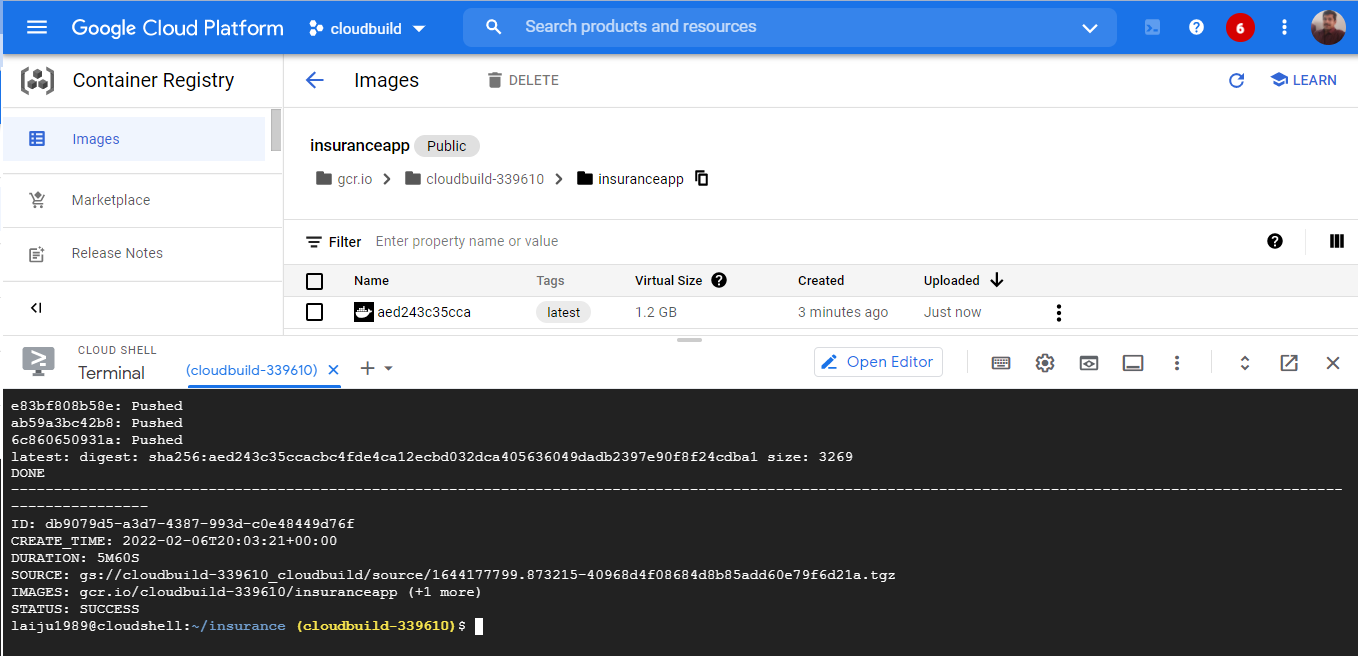 Google Cloud Platform
cloudbuild
Search products and resources
6
Container Registry
Images
DELETE
LEARN
Images
Marketplace
Release Notes
insuranceapp Public
gcr.io
cloudbuild-339610
insuranceapp
Filter Enter property name or value
Name Tags Virtual Size Created Uploaded
aed243c35cca latest 1.2 GB 3 minutes ago Just now
CLOUD SHELL
Terminal
(cloudbuild-339610)
Open Editor
e83bf808b58e: Pushed
ab59a3bc42b8: Pushed
6c860650931a: Pushed
latest: digest: sha256:aed243c35ccacbc4fde4ca12ecbd032dca405636049dadb2397e90f8f24cdba1 size: 3269
DONE
------------------------------------------------------------------------------------------------------------------------------------------------------------
----------------
ID: db9079d5-a3d7-4387-993d-c0e48449d76f
CREATE_TIME: 2022-02-06T20:03:21+00:00
DURATION: 5M60S
SOURCE: gs://cloudbuild-339610_cloudbuild/source/1644177799.873215-40968d4f08684d8b85add60e79f6d21a.tgz
IMAGES: gcr.io/cloudbuild-339610/insuranceapp (+1 more)
STATUS: SUCCESS
laiju1989@cloudshell:~/insurance (cloudbuild-339610)$